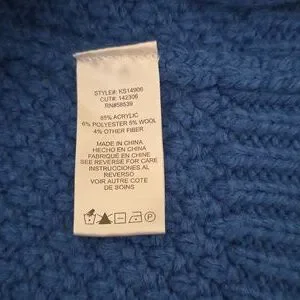 STYLE#: KS14906
CUT#: 142306
RN#58539
85% ACRYLIC
6% POLYESTER 5% WOOL
4% OTHER FIBER
MADE IN CHINA
HECHO EN CHINA
FABRIQUÉ EN CHINE
SEE REVERSE FOR CARE
INSTRUCCIONES AL
REVERSO
VOIR AUTRE CÔTÉ
DE SOINS